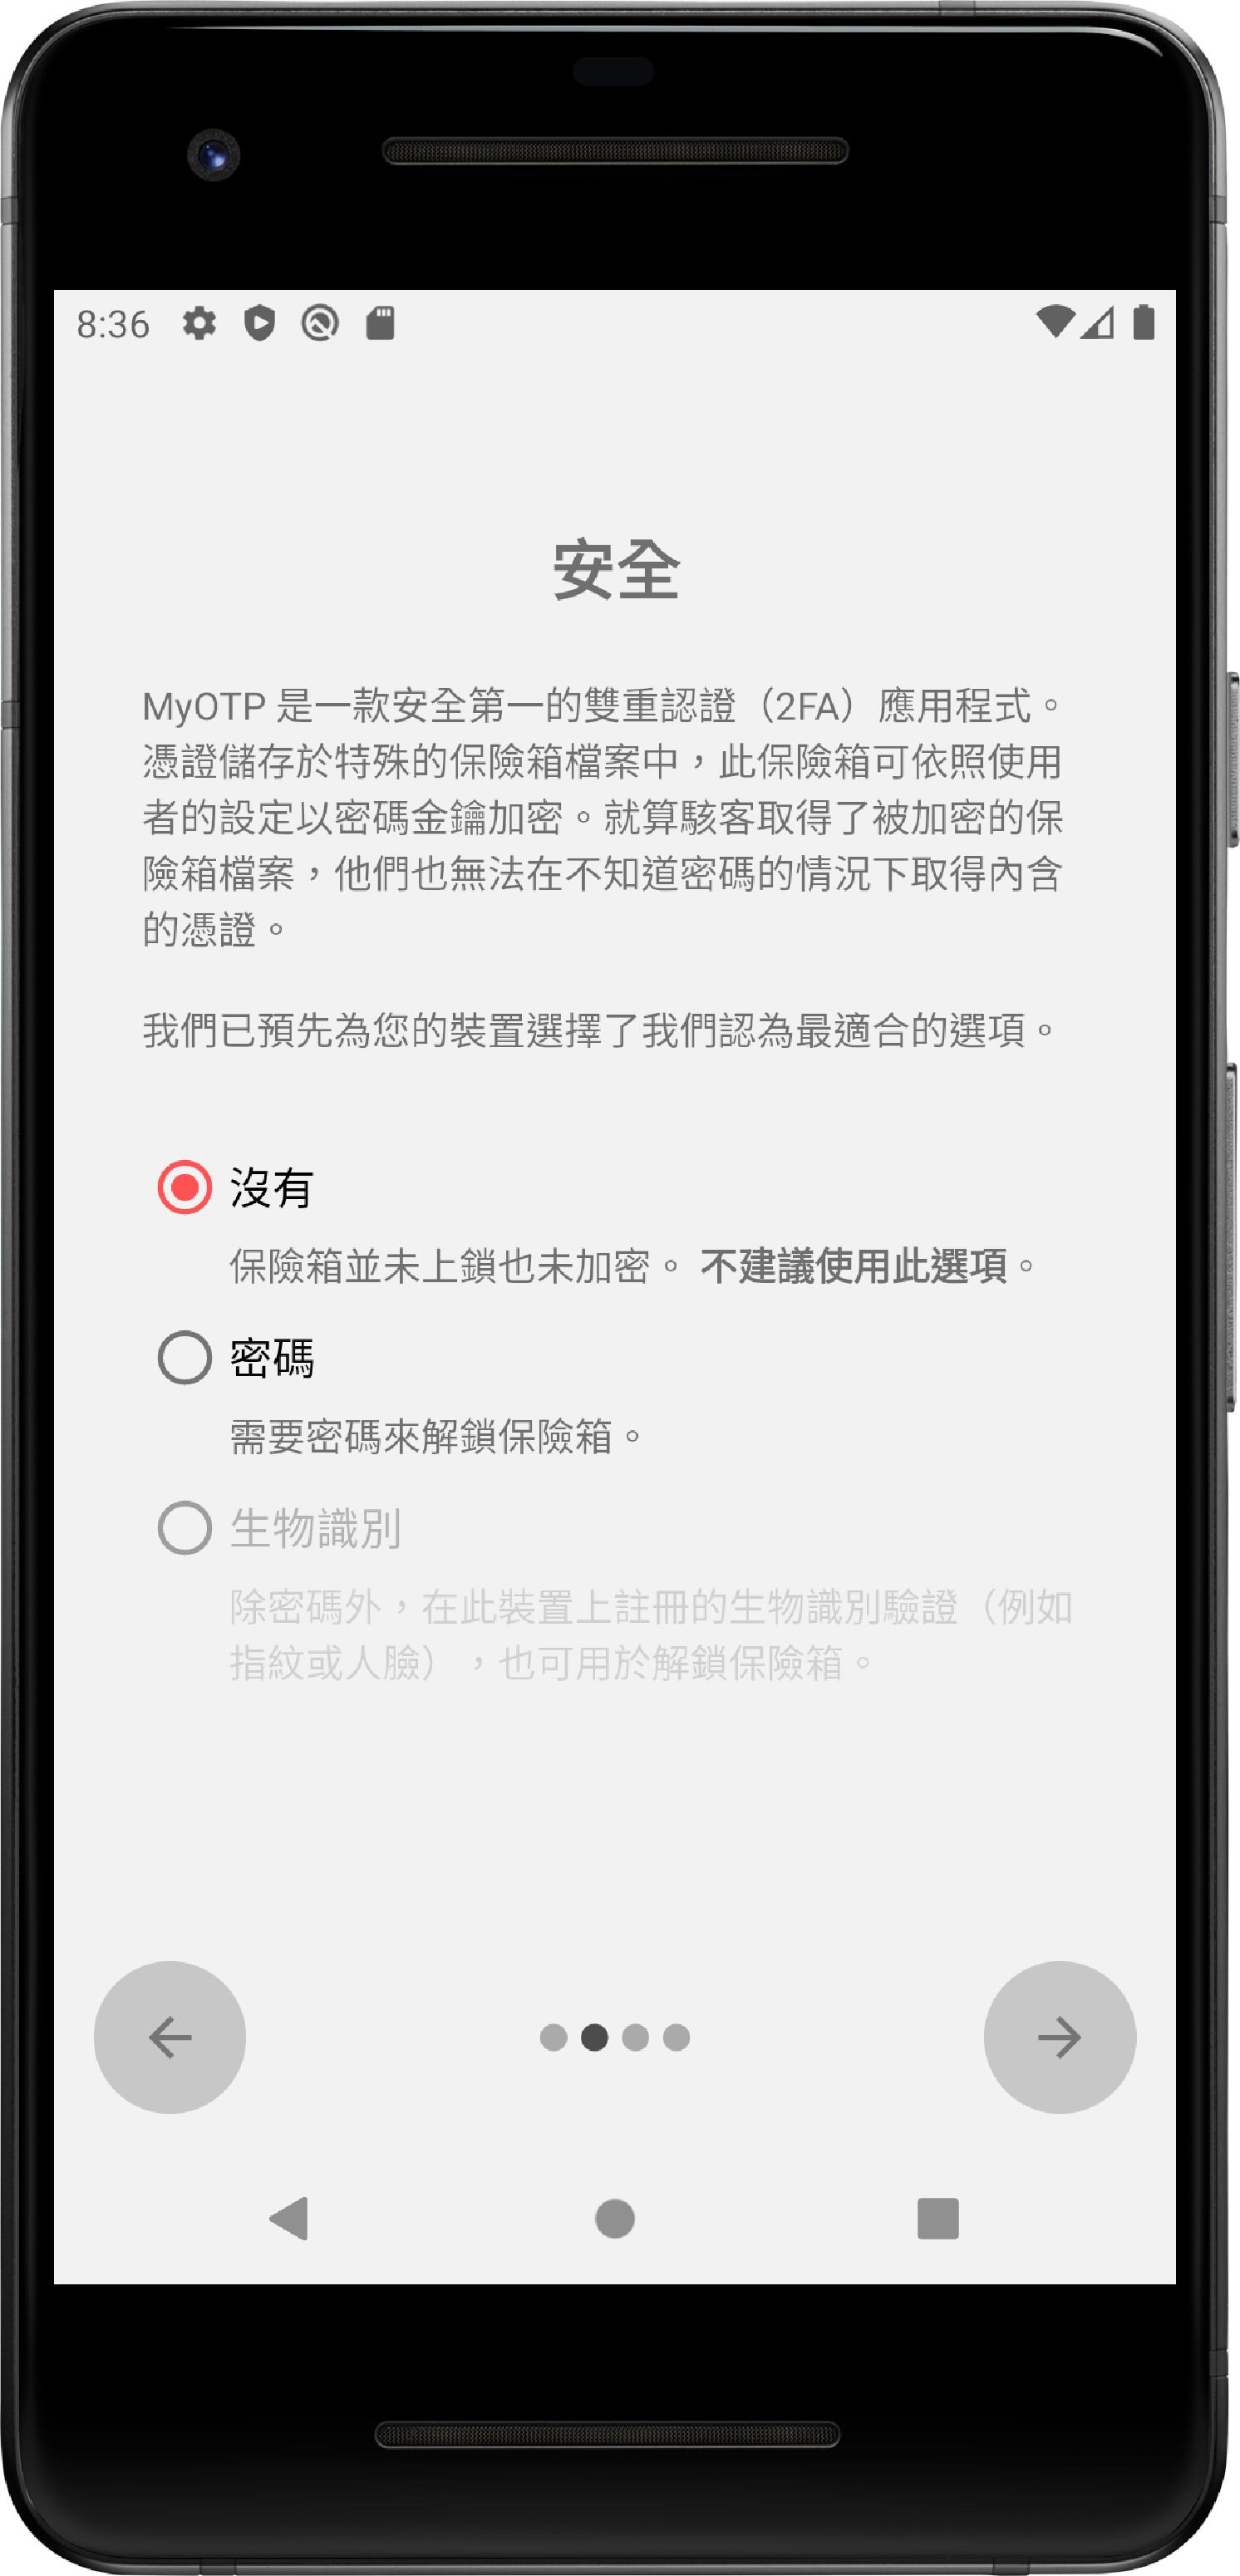 8:36
安全
MyOTP 是一款安全第一的雙重認證（2FA）應用程式。
憑證儲存於特殊的保險箱檔案中，此保險箱可依照使用
者的設定以密碼金鑰加密。就算駭客取得了被加密的保
險箱檔案，他們也無法在不知道密碼的情況下取得內含
的憑證。
我們已預先為您的裝置選擇了我們認為最適合的選項。
沒有
保險箱並未上鎖也未加密。 不建議使用此選項。
密碼
需要密碼來解鎖保險箱。
生物識別
除密碼外，在此裝置上註冊的生物識別驗證（例如
指紋或人臉），也可用於解鎖保險箱。